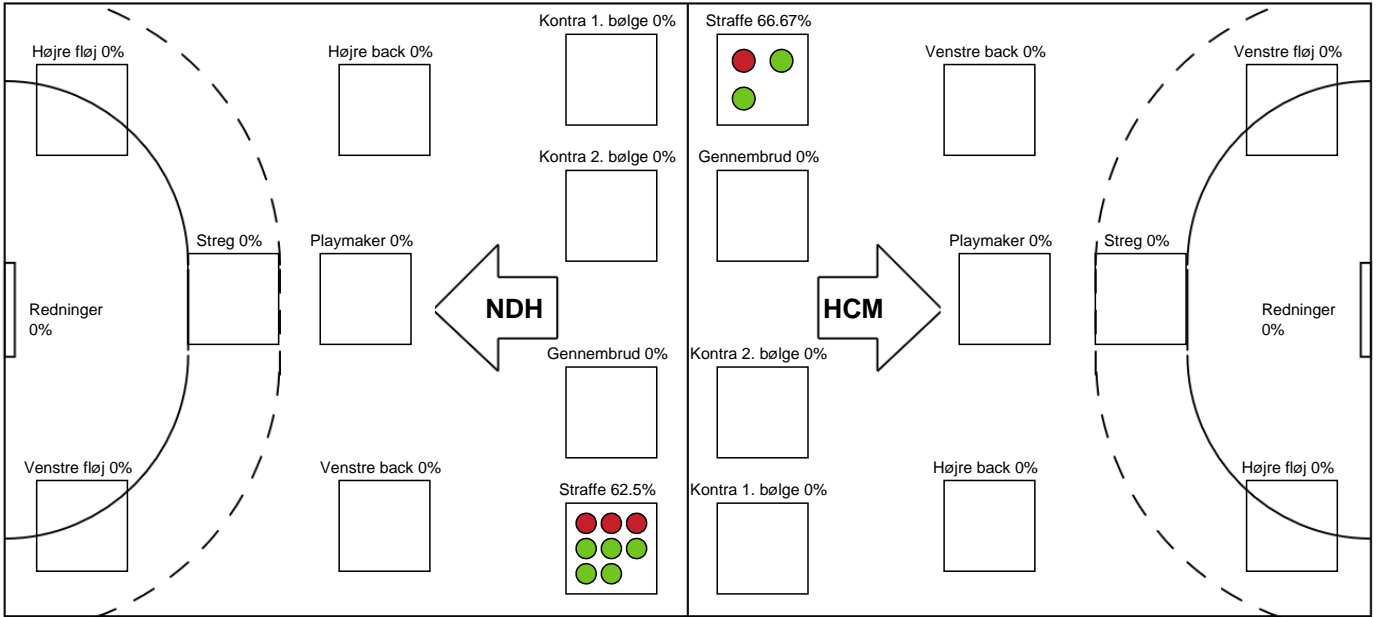 Kontra 1. bølge 0%
Straffe 66.67%
Højre fløj 0%
Højre back 0%
Venstre back 0%
Venstre fløj 0%
Kontra 2. bølge 0%
Gennembrud 0%
Streg 0%
Playmaker 0%
Playmaker 0%
Streg 0%
Redninger
0%
NDH
HCM
Redninger
0%
Gennembrud 0%
Kontra 2. bølge 0%
Venstre fløj 0%
Venstre back 0%
Højre back 0%
Højre fløj 0%
Straffe 62.5%
Kontra 1. bølge 0%